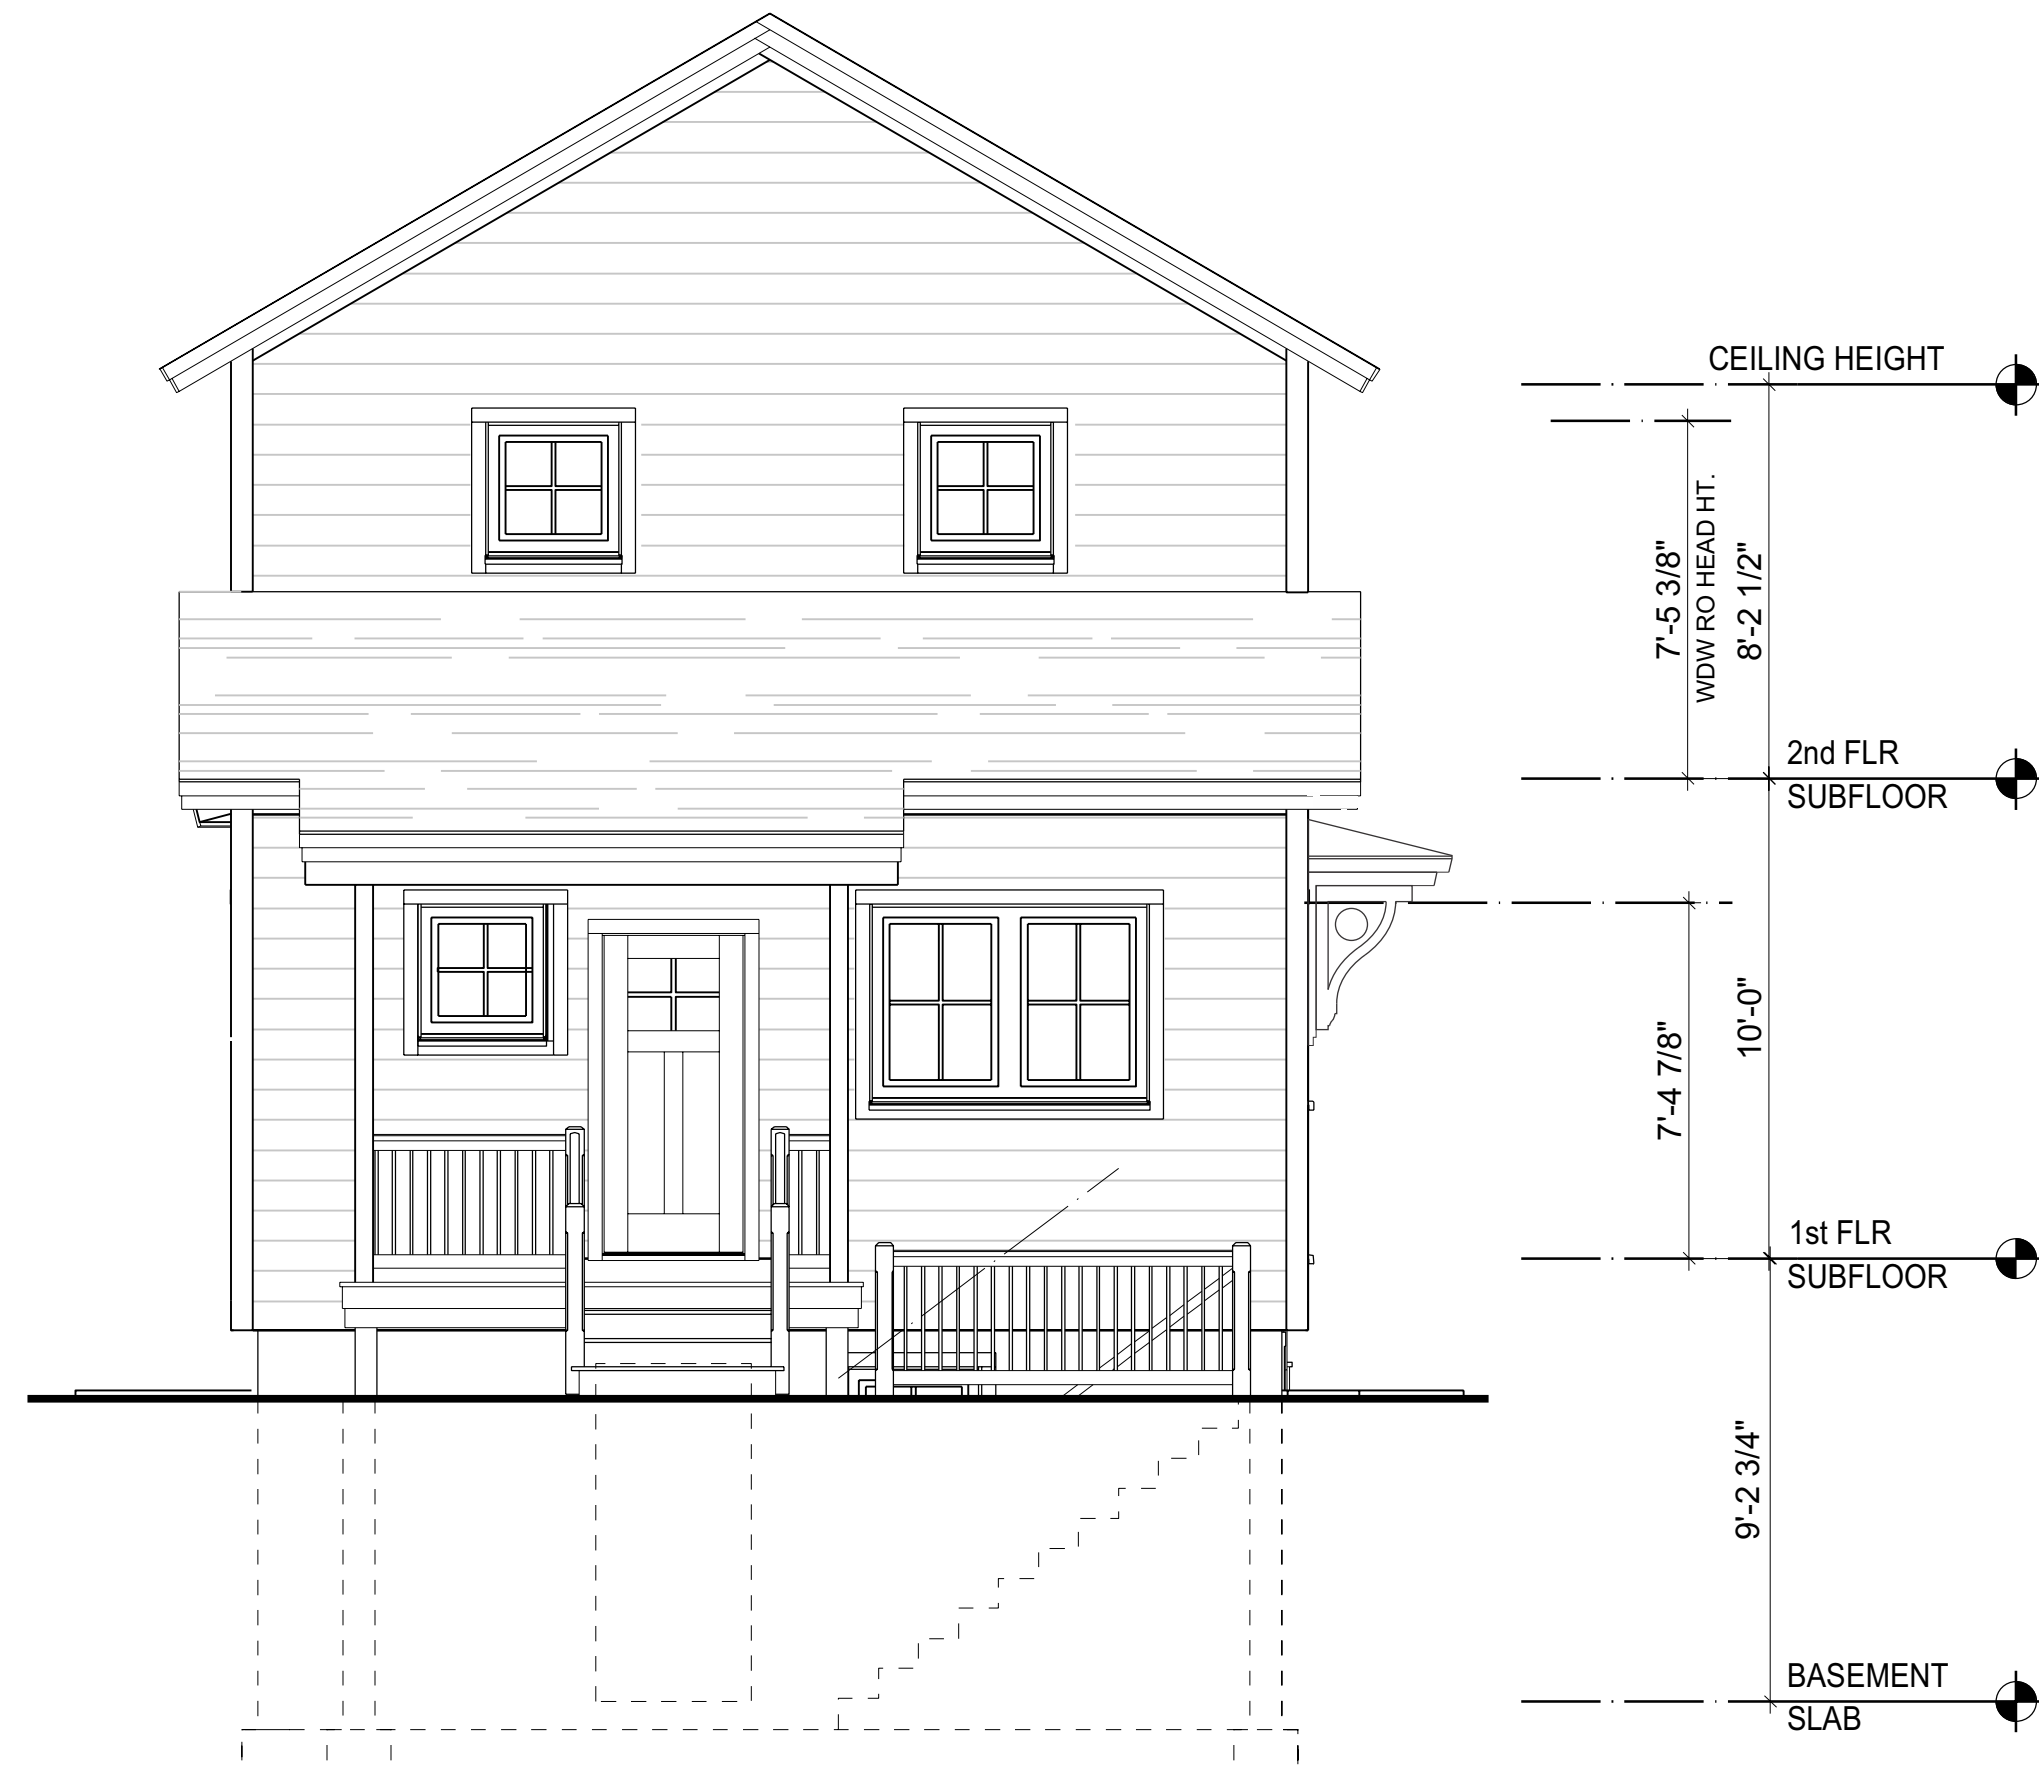 CEILING HEIGHT
7'-5 3/8"
WDW RO HEAD HT.
8'-2 1/2"
2nd FLR
SUBFLOOR
7'-4 7/8"
10'-0"
1st FLR
SUBFLOOR
9'-2 3/4"
BASEMENT
SLAB